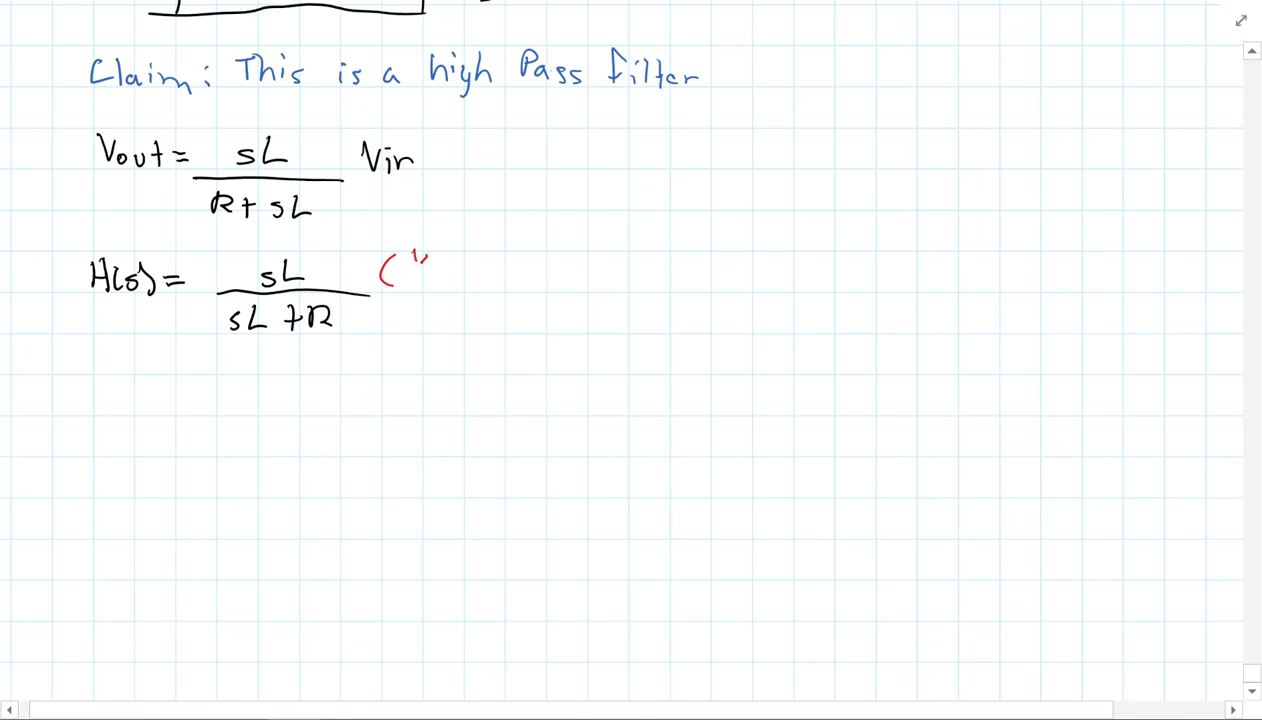 Claim: This is a high Pass filter
Vout = sL / R + sL Vin
H(s) = sL / sL + R (